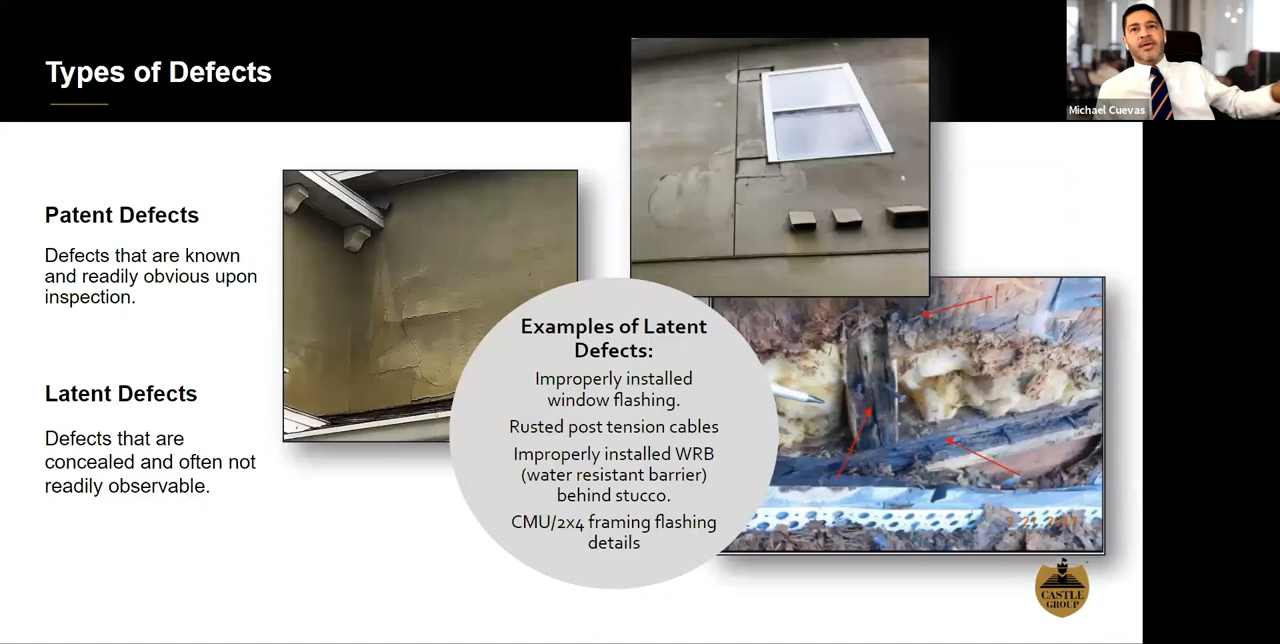 Types of Defects
Michael Cuevas
Patent Defects
Defects that are known
and readily obvious upon
inspection.
Latent Defects
Defects that are
concealed and often not
readily observable.
Examples of Latent
Defects:
Improperly installed
window flashing.
Rusted post tension cables
Improperly installed WRB
(water resistant barrier)
behind stucco.
CMU/2x4 framing flashing
details
CASTLE
GROUP